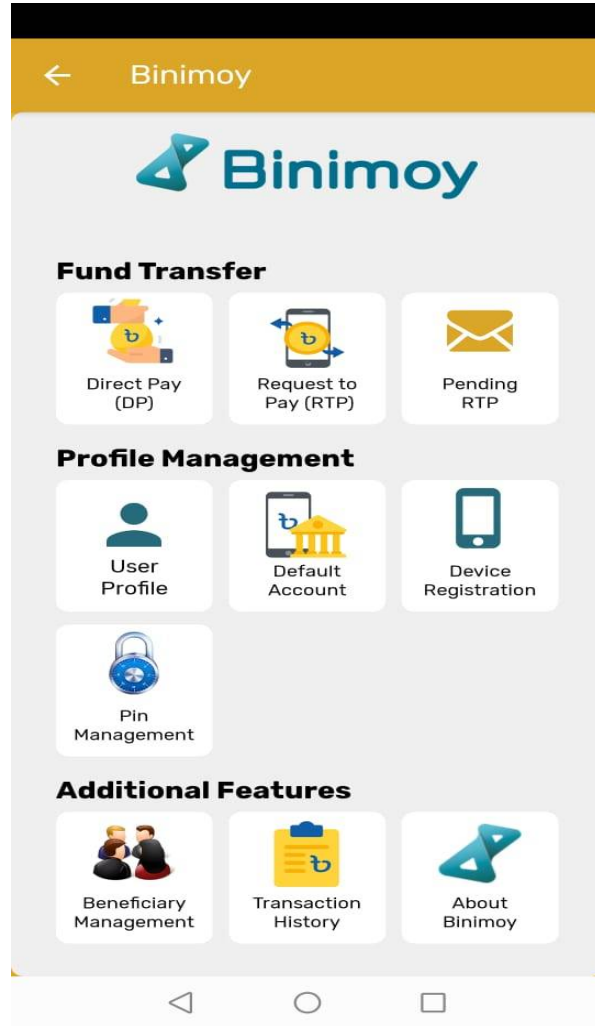 Binimoy
Binimoy
Fund Transfer
Direct Pay
(DP)
Request to
Pay (RTP)
Pending
RTP
Profile Management
User
Profile
Default
Account
Device
Registration
Pin
Management
Additional Features
Beneficiary
Management
Transaction
History
About
Binimoy